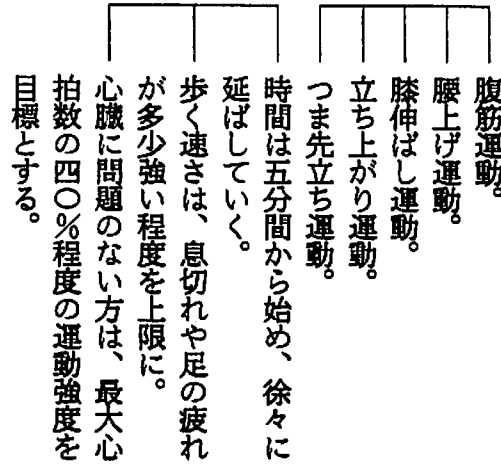 腹筋運動。
腰上げ運動。
膝伸ばし運動。
立ち上がり運動。
つま先立ち運動。
時間は五分間から始め、徐々に
延ばしていく。
歩く速さは、息切れや足の疲れ
が多少強い程度を上限に。
心臓に問題のない方は、最大心
拍数の四〇％程度の運動強度を
目標とする。